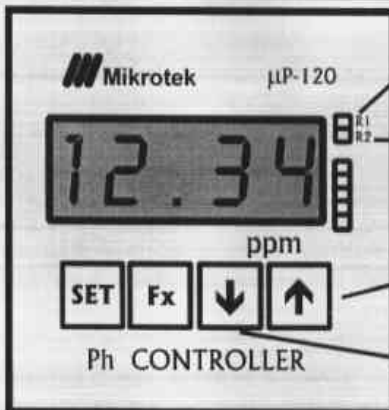 Mikrotek µP-120
R1
R2
12.34
ppm
SET Fx ↓ ↑
Ph CONTROLLER